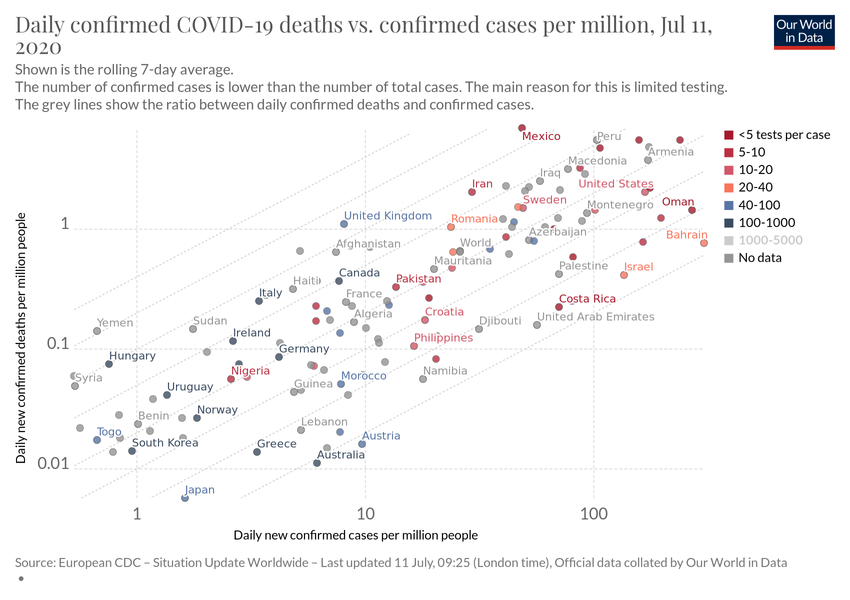 Daily confirmed COVID-19 deaths vs. confirmed cases per million, Jul 11,
2020
Our World
in Data
Shown is the rolling 7-day average.
The number of confirmed cases is lower than the number of total cases. The main reason for this is limited testing.
The grey lines show the ratio between daily confirmed deaths and confirmed cases.
Mexico
Peru
<5 tests per case
Armenia
5-10
Macedonia
Iraq
10-20
Iran
United States
20-40
Sweden
Oman
Montenegro
40-100
United Kingdom
Romania
100-1000
1
Azerbaijan
Bahrain
1000-5000
Afghanistan
World
No data
Mauritania
Palestine
Israel
Canada
Haiti
Pakistan
Italy
France
Costa Rica
Algeria
Croatia
United Arab Emirates
Yemen
Sudan
Djibouti
Ireland
Philippines
0.1
Germany
Hungary
Nigeria
Namibia
Syria
Guinea
Morocco
Uruguay
Norway
Benin
Lebanon
Togo
Austria
South Korea
Greece
Australia
0.01
Japan
Daily new confirmed deaths per million people
1
10
100
Daily new confirmed cases per million people
Source: European CDC – Situation Update Worldwide – Last updated 11 July, 09:25 (London time), Official data collated by Our World in Data
•